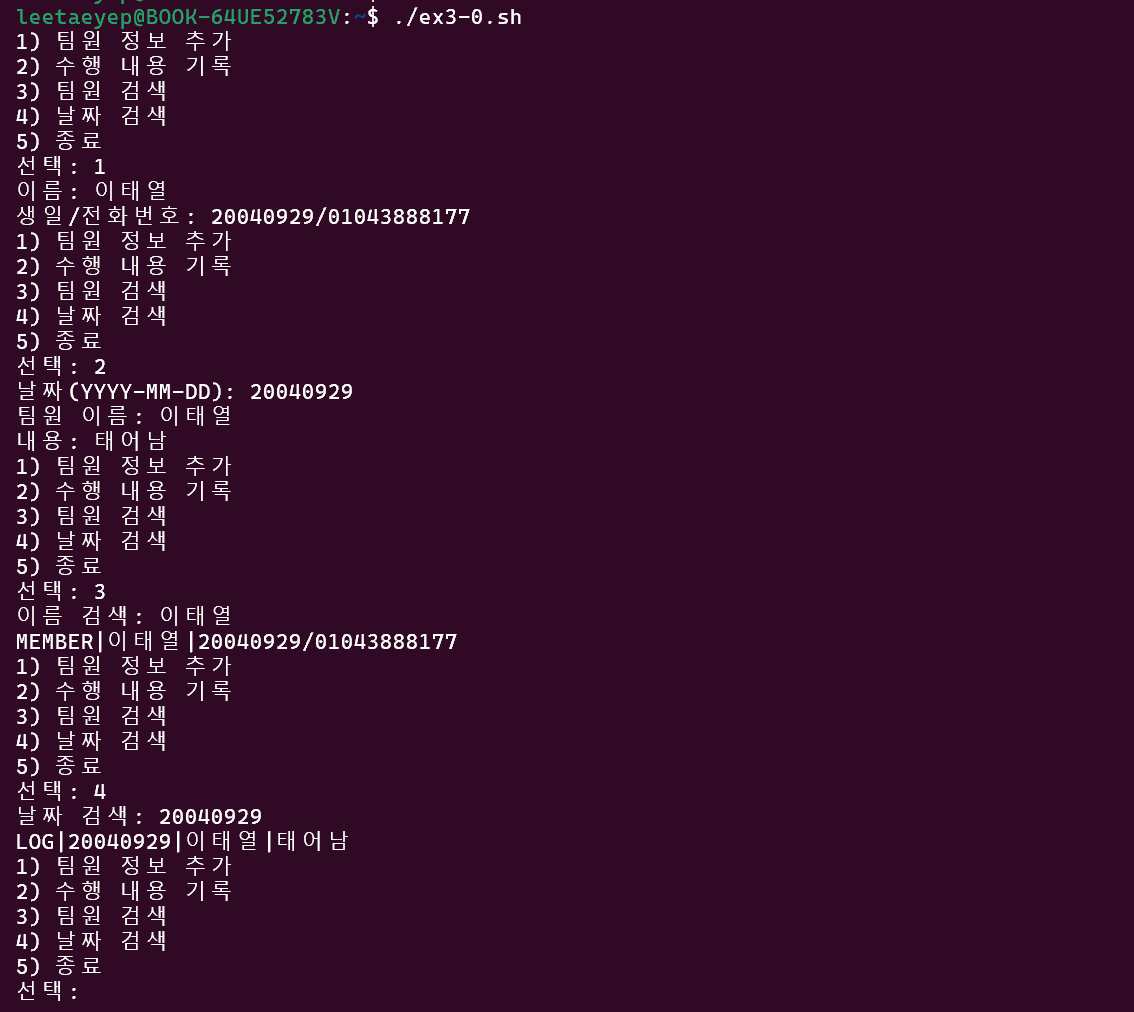 leetaeyep@BOOK-64UE52783V:~$ ./ex3-0.sh
1) 팀원 정보 추가
2) 수행 내용 기록
3) 팀원 검색
4) 날짜 검색
5) 종료
선택: 1
이름: 이태열
생일/전화번호: 20040929/01043888177
1) 팀원 정보 추가
2) 수행 내용 기록
3) 팀원 검색
4) 날짜 검색
5) 종료
선택: 2
날짜(YYYY-MM-DD): 20040929
팀원 이름: 이태열
내용: 태어남
1) 팀원 정보 추가
2) 수행 내용 기록
3) 팀원 검색
4) 날짜 검색
5) 종료
선택: 3
이름 검색: 이태열
MEMBER|이태열|20040929/01043888177
1) 팀원 정보 추가
2) 수행 내용 기록
3) 팀원 검색
4) 날짜 검색
5) 종료
선택: 4
날짜 검색: 20040929
LOG|20040929|이태열|태어남
1) 팀원 정보 추가
2) 수행 내용 기록
3) 팀원 검색
4) 날짜 검색
5) 종료
선택: